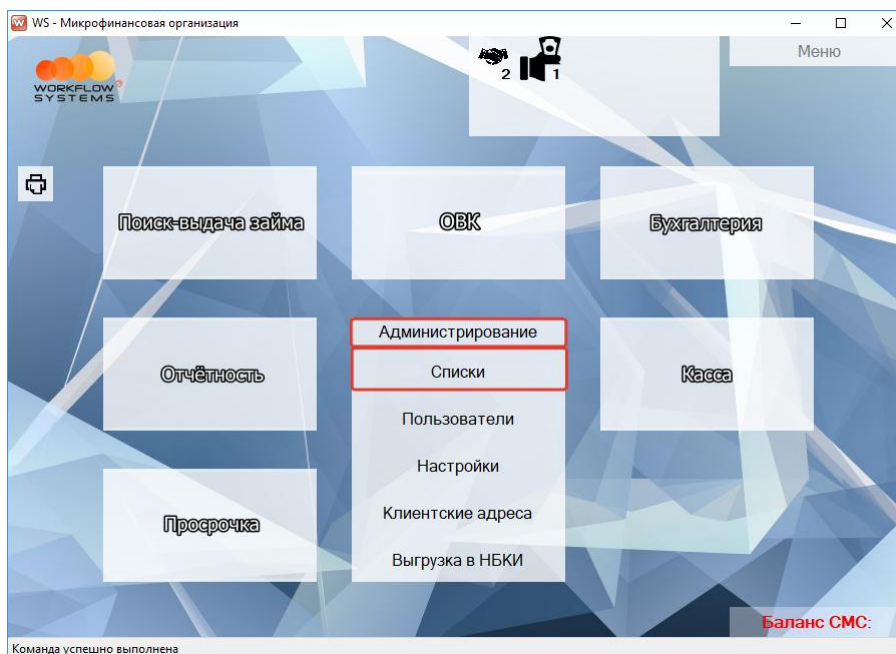 WS - Микрофинансовая организация
Меню
2
1
WORKFLOW
SYSTEMS
Поиск-выдача займа
ОВК
Бухгалтерия
Администрирование
Отчётность
Списки
Касса
Пользователи
Настройки
Клиентские адреса
Просрочка
Выгрузка в НБКИ
Баланс СМС:
Команда успешно выполнена